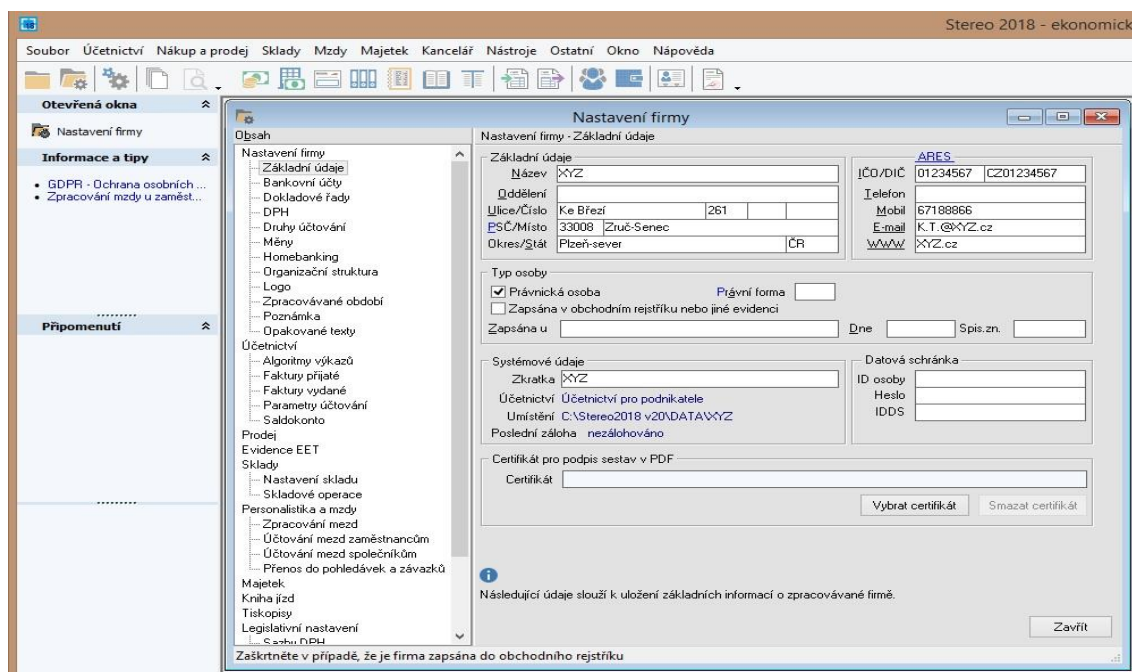 Stereo 2018 - ekonomick
Soubor Účetnictví Nákup a prodej Sklady Mzdy Majetek Kancelář Nástroje Ostatní Okno Nápověda
Otevřená okna
Nastavení firmy
Informace a tipy
GDPR - Ochrana osobních ...
Zpracování mzdy u zaměst...
Připomenutí
Nastavení firmy
Obsah
Nastavení firmy
Základní údaje
Bankovní účty
Dokladové řady
DPH
Druhy účtování
Měny
Homebanking
Organizační struktura
Logo
Zpracovávané období
Poznámka
Opakované texty
Účetnictví
Algoritmy výkazů
Faktury přijaté
Faktury vydané
Parametry účtování
Saldokonto
Prodej
Evidence EET
Sklady
Nastavení skladu
Skladové operace
Personalistika a mzdy
Zpracování mezd
Účtování mezd zaměstnancům
Účtování mezd společníkům
Přenos do pohledávek a závazků
Majetek
Kniha jízd
Tiskopisy
Legislativní nastavení
Sazby DPH
Nastavení firmy - Základní údaje
Základní údaje
Název XYZ
Oddělení
Ulice/Číslo Ke Březí 261
PSČ/Místo 33008 Zruč-Senec
Okres/Stát Plzeň-sever ČR
ARES
IČO/DIČ 01234567 CZ01234567
Telefon
Mobil 67188866
E-mail K.T.@XYZ.cz
WWW XYZ.cz
Typ osoby
Právnická osoba Právní forma
Zapsána v obchodním rejstříku nebo jiné evidenci
Zapsána u Dne Spis.zn.
Systémové údaje
Zkratka XYZ
Účetnictví Účetnictví pro podnikatele
Umístění C:\Stereo2018 v20\DATA\XYZ
Poslední záloha nezálohováno
Datová schránka
ID osoby
Heslo
IDDS
Certifikát pro podpis sestav v PDF
Certifikát
Vybrat certifikát Smazat certifikát
Následující údaje slouží k uložení základních informací o zpracovávané firmě.
Zavřít
Zaškrtněte v případě, že je firma zapsána do obchodního rejstříku